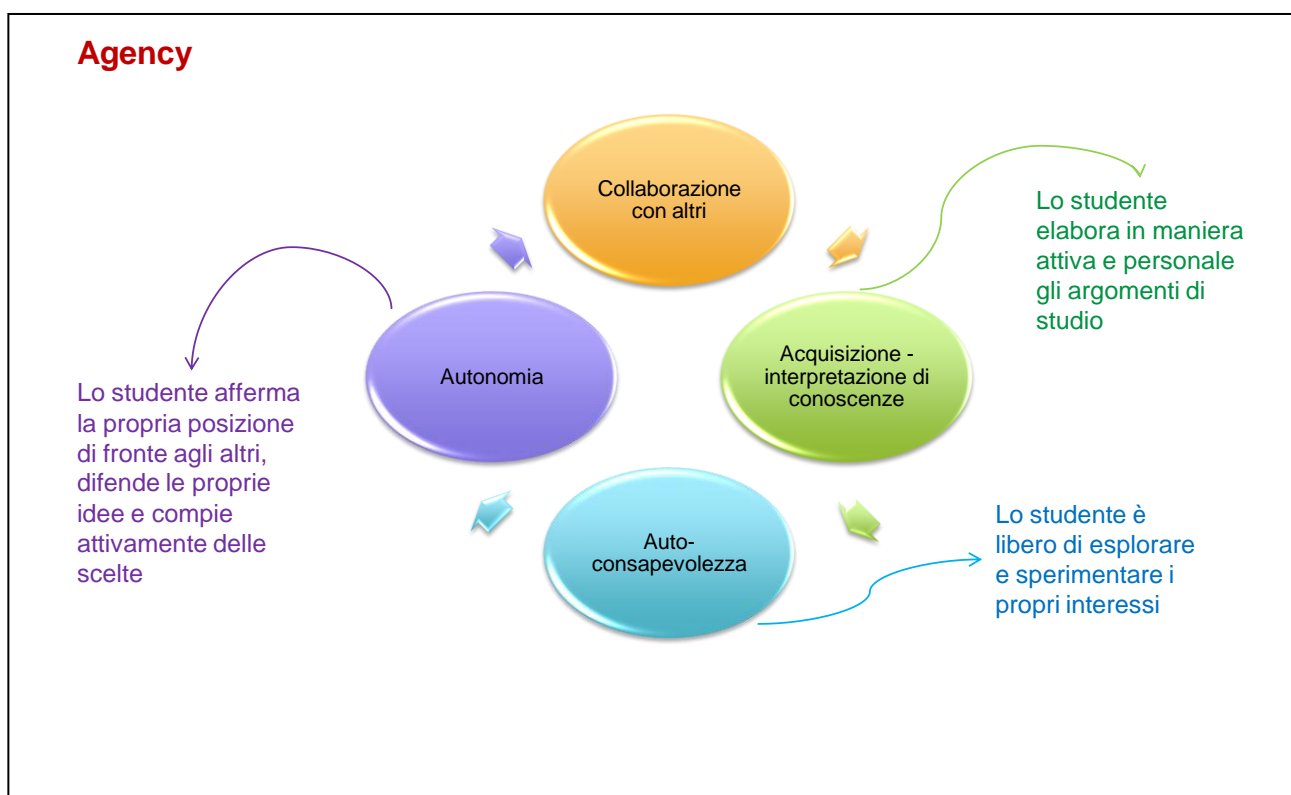 Agency
Collaborazione
con altri
Lo studente
elabora in maniera
attiva e personale
gli argomenti di
studio
Acquisizione -
interpretazione di
conoscenze
Autonomia
Lo studente afferma
la propria posizione
di fronte agli altri,
difende le proprie
idee e compie
attivamente delle
scelte
Auto-
consapevolezza
Lo studente è
libero di esplorare
e sperimentare i
propri interessi